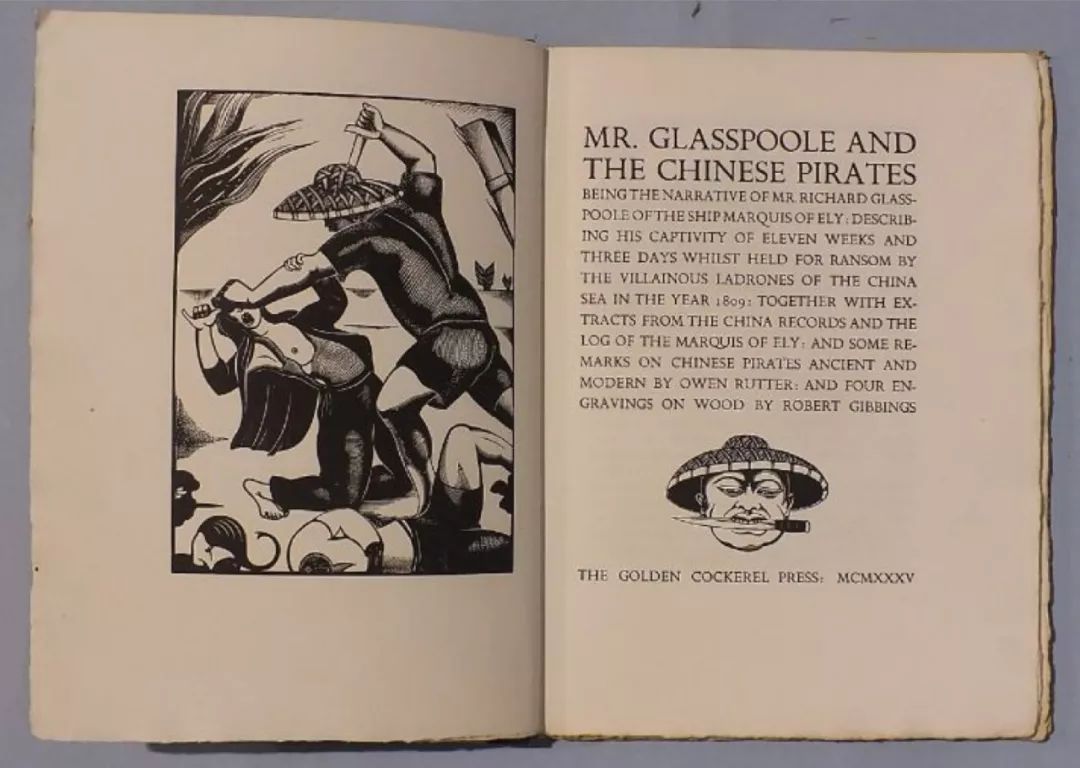 MR. GLASSPOOLE AND
THE CHINESE PIRATES
BEING THE NARRATIVE OF MR. RICHARD GLASS-
POOLE OF THE SHIP MARQUIS OF ELY: DESCRIB-
ING HIS CAPTIVITY OF ELEVEN WEEKS AND
THREE DAYS WHILST HELD FOR RANSOM BY
THE VILLAINOUS LADRONES OF THE CHINA
SEA IN THE YEAR 1809: TOGETHER WITH EX-
TRACTS FROM THE CHINA RECORDS AND THE
LOG OF THE MARQUIS OF ELY: AND SOME RE-
MARKS ON CHINESE PIRATES ANCIENT AND
MODERN BY OWEN RUTTER: AND FOUR EN-
GRAVINGS ON WOOD BY ROBERT GIBBINGS
THE GOLDEN COCKEREL PRESS: MCMXXXV